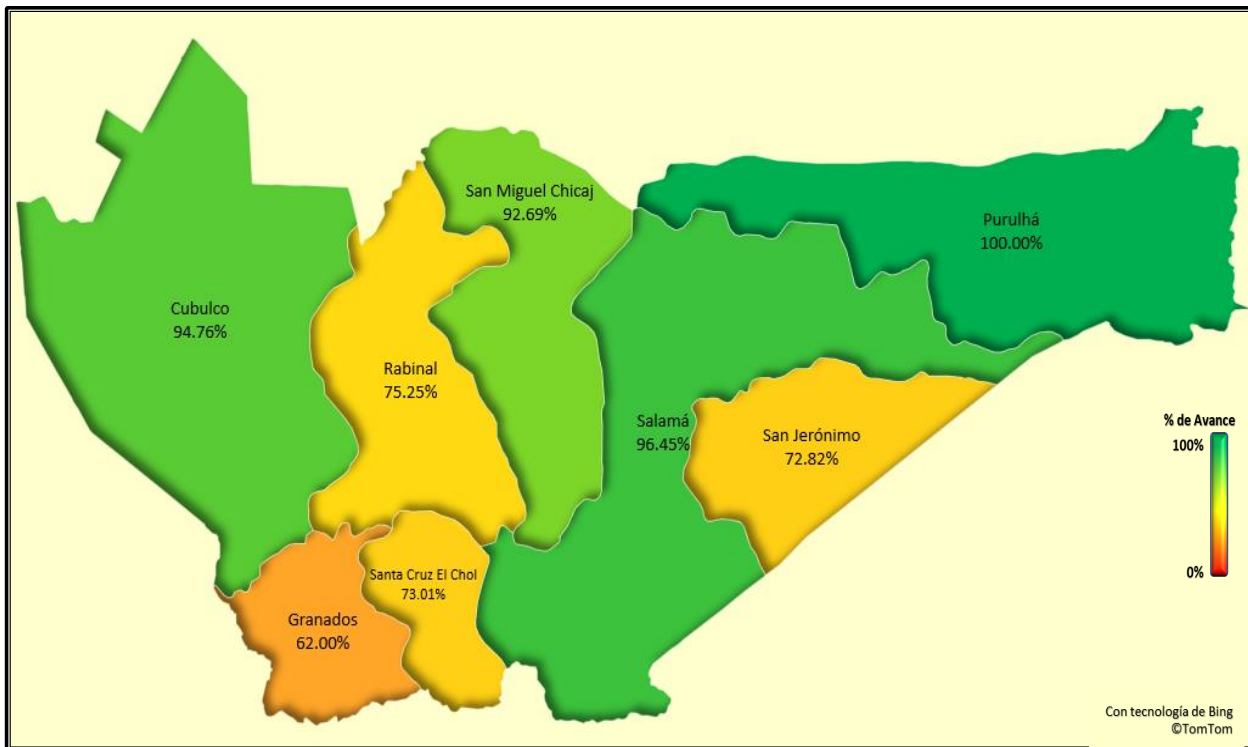 San Miguel Chicaj
92.69%
Purulhá
100.00%
Cubulco
94.76%
Rabinal
75.25%
Salamá
96.45%
San Jerónimo
72.82%
% de Avance
100%
0%
Santa Cruz El Chol
73.01%
Granados
62.00%
Con tecnología de Bing
©TomTom